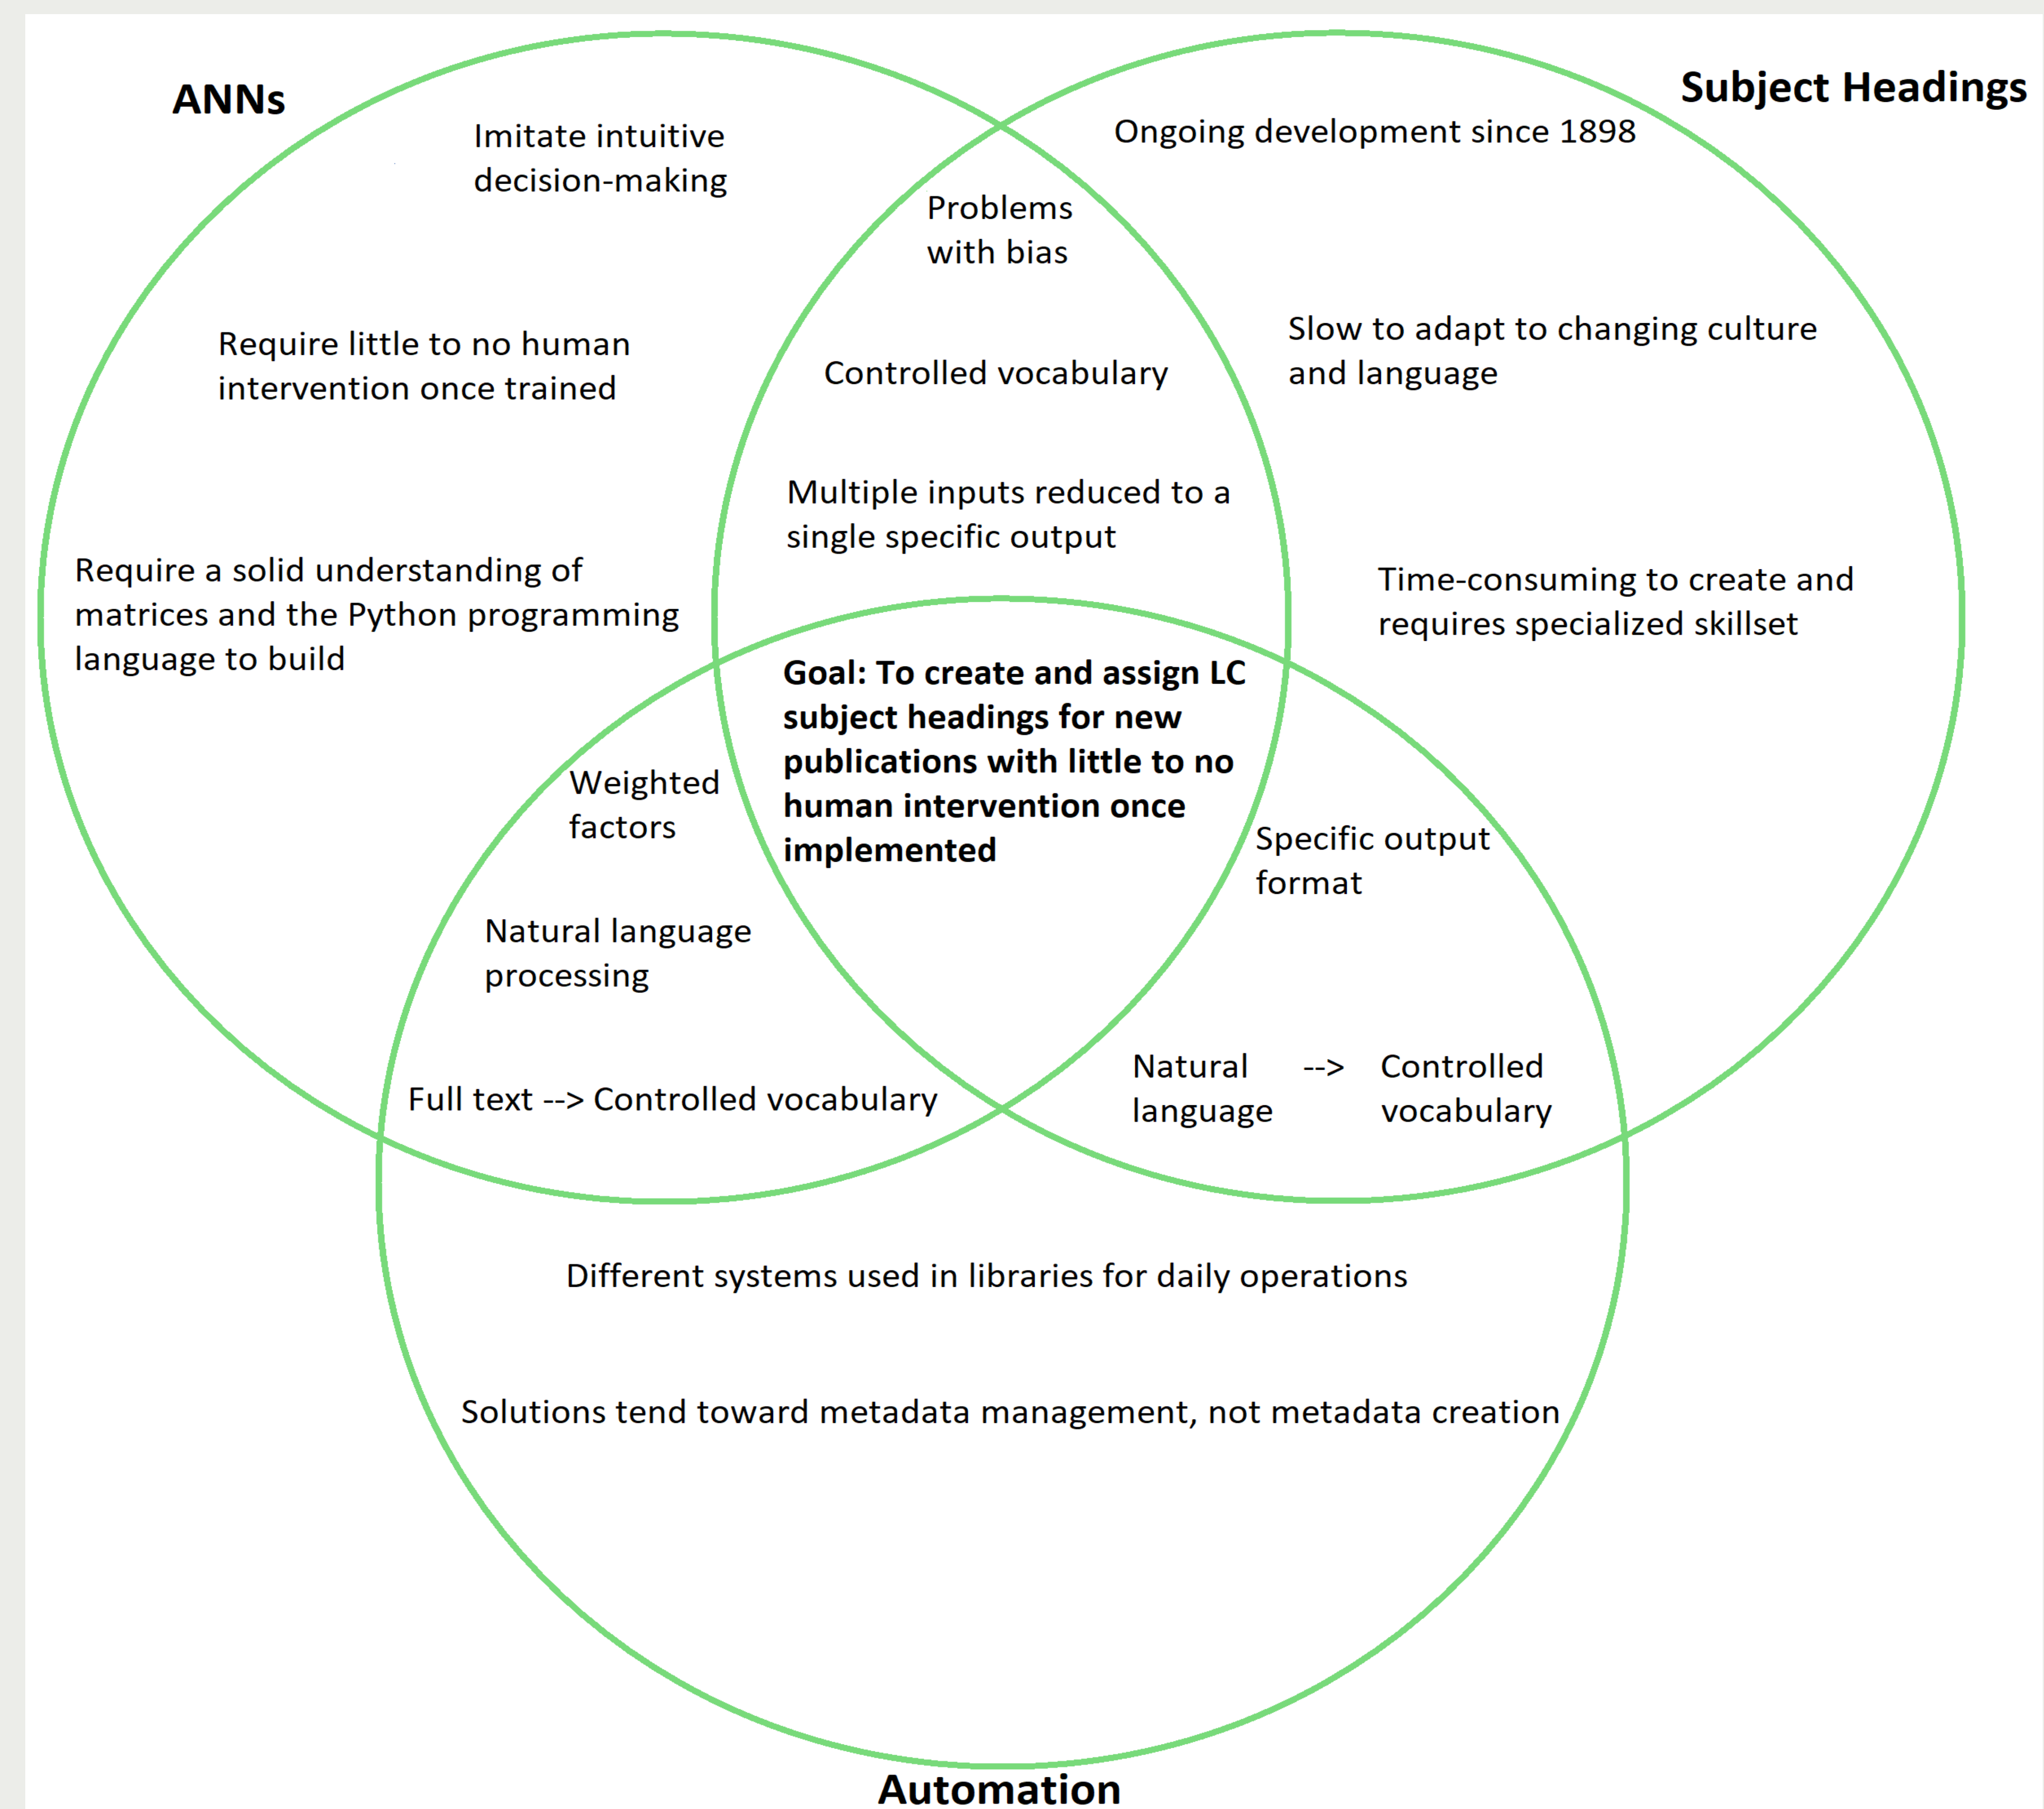 ANNs
Subject Headings
Imitate intuitive
decision-making
Ongoing development since 1898
Problems
with bias
Require little to no human
intervention once trained
Controlled vocabulary
Slow to adapt to changing culture
and language
Multiple inputs reduced to a
single specific output
Require a solid understanding of
matrices and the Python programming
language to build
Time-consuming to create and
requires specialized skillset
Goal: To create and assign LC
subject headings for new
publications with little to no
human intervention once
implemented
Weighted
factors
Specific output
format
Natural language
processing
Full text --> Controlled vocabulary
Natural --> Controlled
language vocabulary
Different systems used in libraries for daily operations
Solutions tend toward metadata management, not metadata creation
Automation